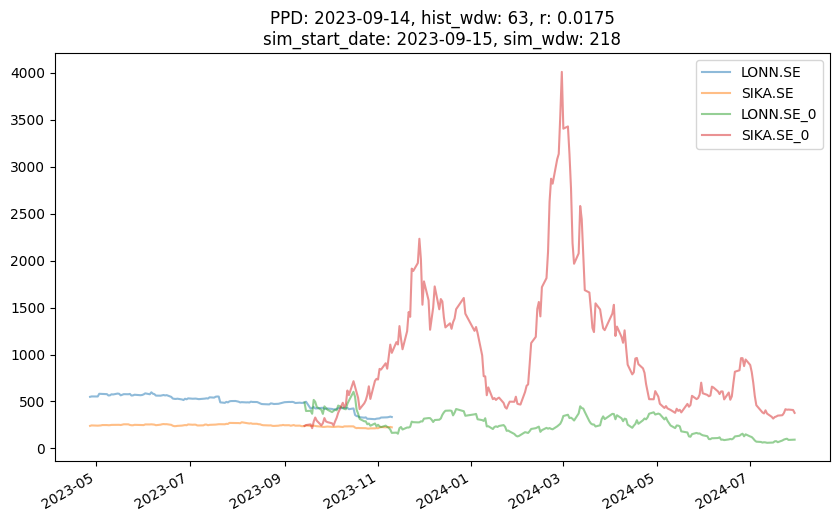 PPD: 2023-09-14, hist_wdw: 63, r: 0.0175
sim_start_date: 2023-09-15, sim_wdw: 218
LONN.SE
SIKA.SE
LONN.SE_0
SIKA.SE_0
4000
3500
3000
2500
2000
1500
1000
500
0
2023-05
2023-07
2023-09
2023-11
2024-01
2024-03
2024-05
2024-07